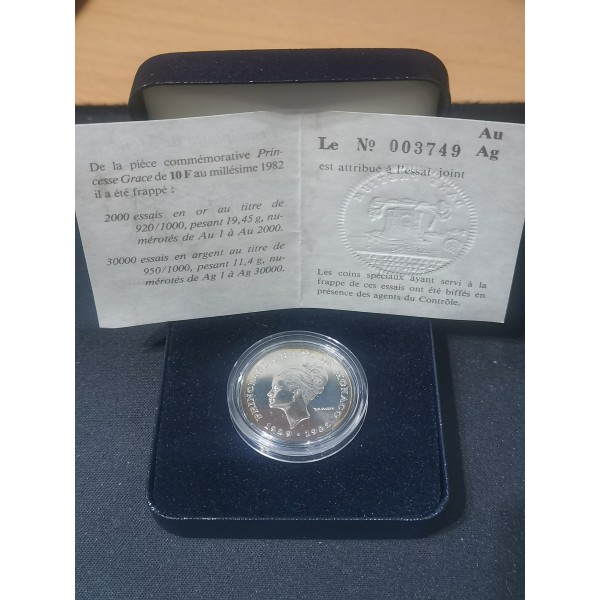 De la pièce commémorative Prin-
cesse Grace de 10 F au millésime 1982
il a été frappé :
2000 essais en or au titre de
920/1000, pesant 19,45 g, nu-
mérotés de Au 1 à Au 2000.
30000 essais en argent au titre de
950/1000, pesant 11,4 g, nu-
mérotés de Ag 1 à Ag 30000.
Au
Le Nº 003749 Ag
est attribué à l'essai joint
Les coins spéciaux ayant servi à la
frappe de ces essais ont été biffés en
présence des agents du Contrôle.
MONACO
1929 - 1982